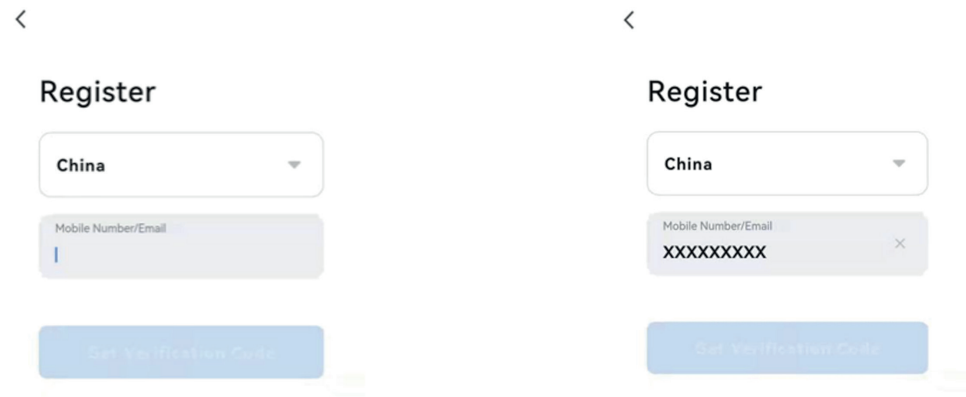 Register
China
Mobile Number/Email
Get Verification Code
Register
China
Mobile Number/Email
XXXXXXXXX
Get Verification Code